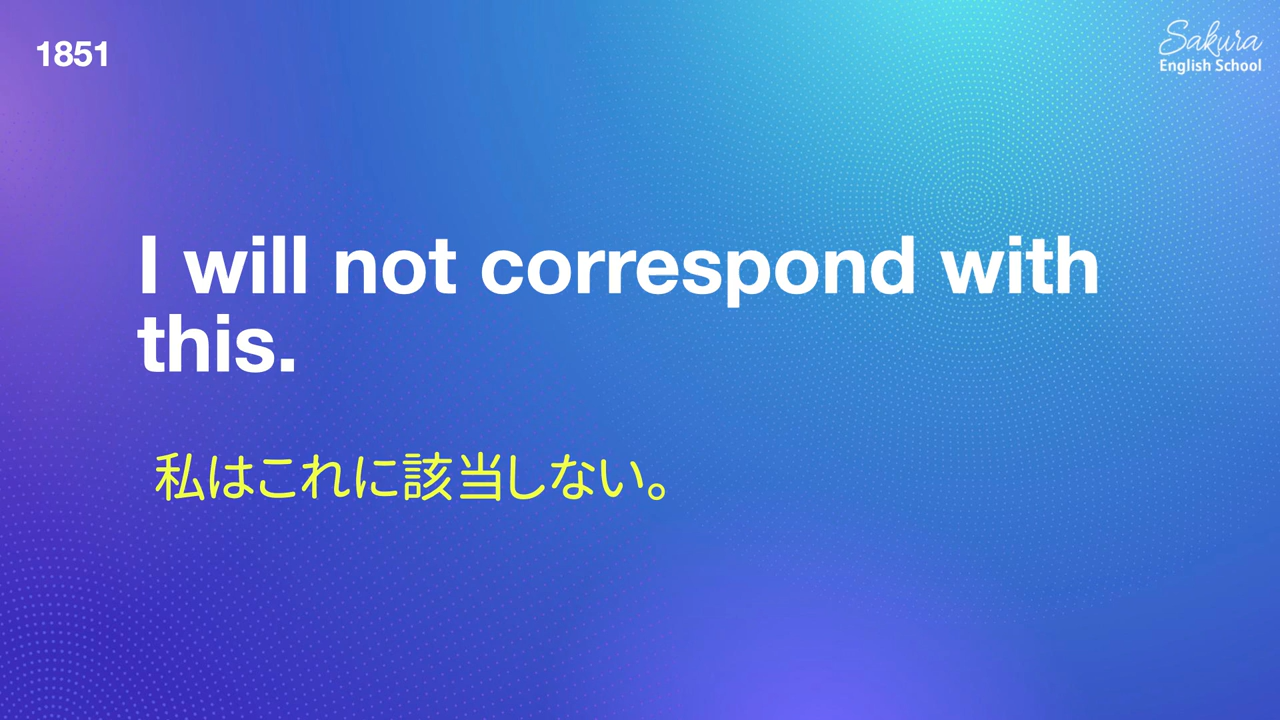 1851
Sakura
English School
I will not correspond with
this.
私はこれに該当しない。